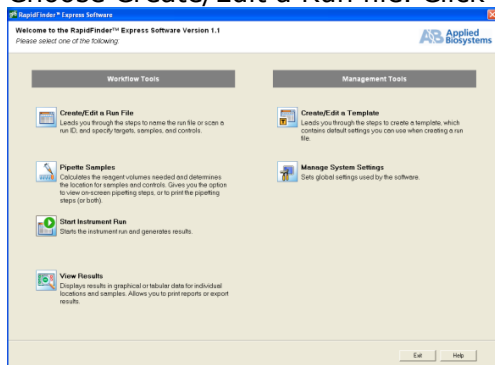 Choose Create/Edit a Run file. Click
RapidFinder™ Express Software
Welcome to the RapidFinder™ Express Software Version 1.1
Please select one of the following:
AB Applied
Biosystems
Workflow Tools
Create/Edit a Run File
Leads you through the steps to name the run file or scan a
run ID, and specify targets, samples, and controls.
Pipette Samples
Calculates the reagent volumes needed and determines
the location for samples and controls. Gives you the option
to view on-screen pipetting steps, or to print the pipetting
steps (or both).
Start Instrument Run
Starts the instrument run and generates results.
View Results
Displays results in graphical or tabular data for individual
locations and samples. Allows you to print reports or export
results.
Management Tools
Create/Edit a Template
Leads you through the steps to create a template, which
contains default settings you can use when creating a run
file.
Manage System Settings
Sets global settings used by the software.
Exit
Help